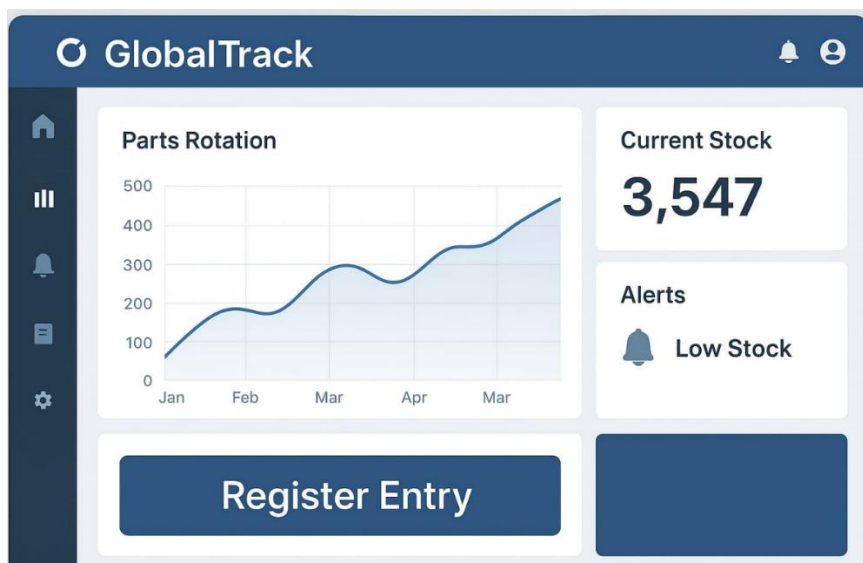 GlobalTrack
Parts Rotation
500
400
300
200
100
0
Jan Feb Mar Apr Mar
Current Stock
3,547
Alerts
Low Stock
Register Entry